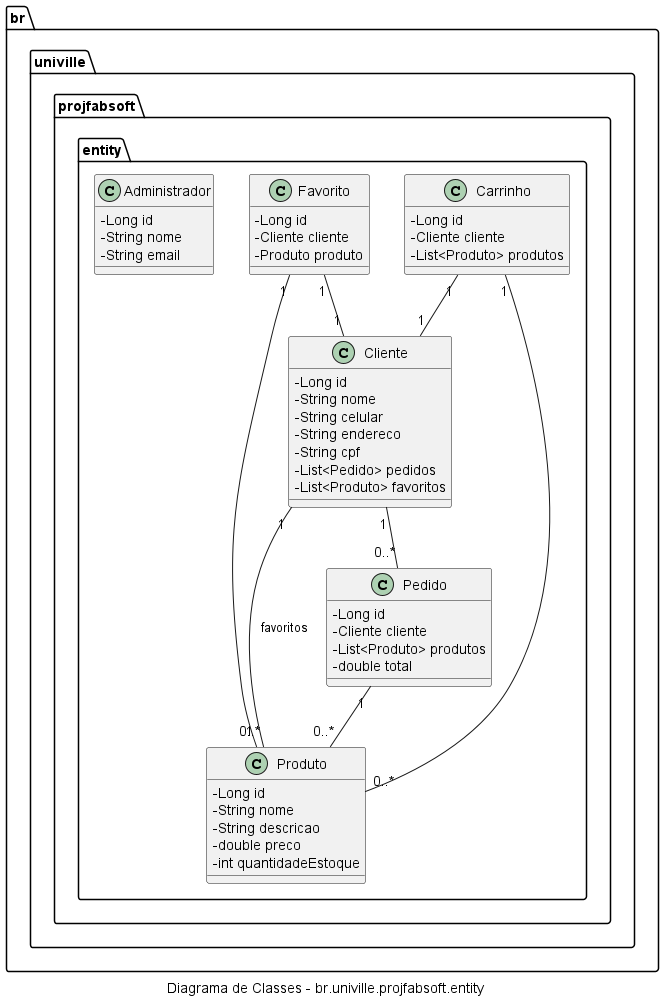 br
univille
projfabsoft
entity
C Administrador
-Long id
-String nome
-String email
C Favorito
-Long id
-Cliente cliente
-Produto produto
C Carrinho
-Long id
-Cliente cliente
-List<Produto> produtos
1
1
1
1
1
1
C Cliente
-Long id
-String nome
-String celular
-String endereco
-String cpf
-List<Pedido> pedidos
-List<Produto> favoritos
1
1
0..*
favoritos
C Pedido
-Long id
-Cliente cliente
-List<Produto> produtos
-double total
1
0..*
0..*
C Produto
-Long id
-String nome
-String descricao
-double preco
-int quantidadeEstoque
Diagrama de Classes - br.univille.projfabsoft.entity